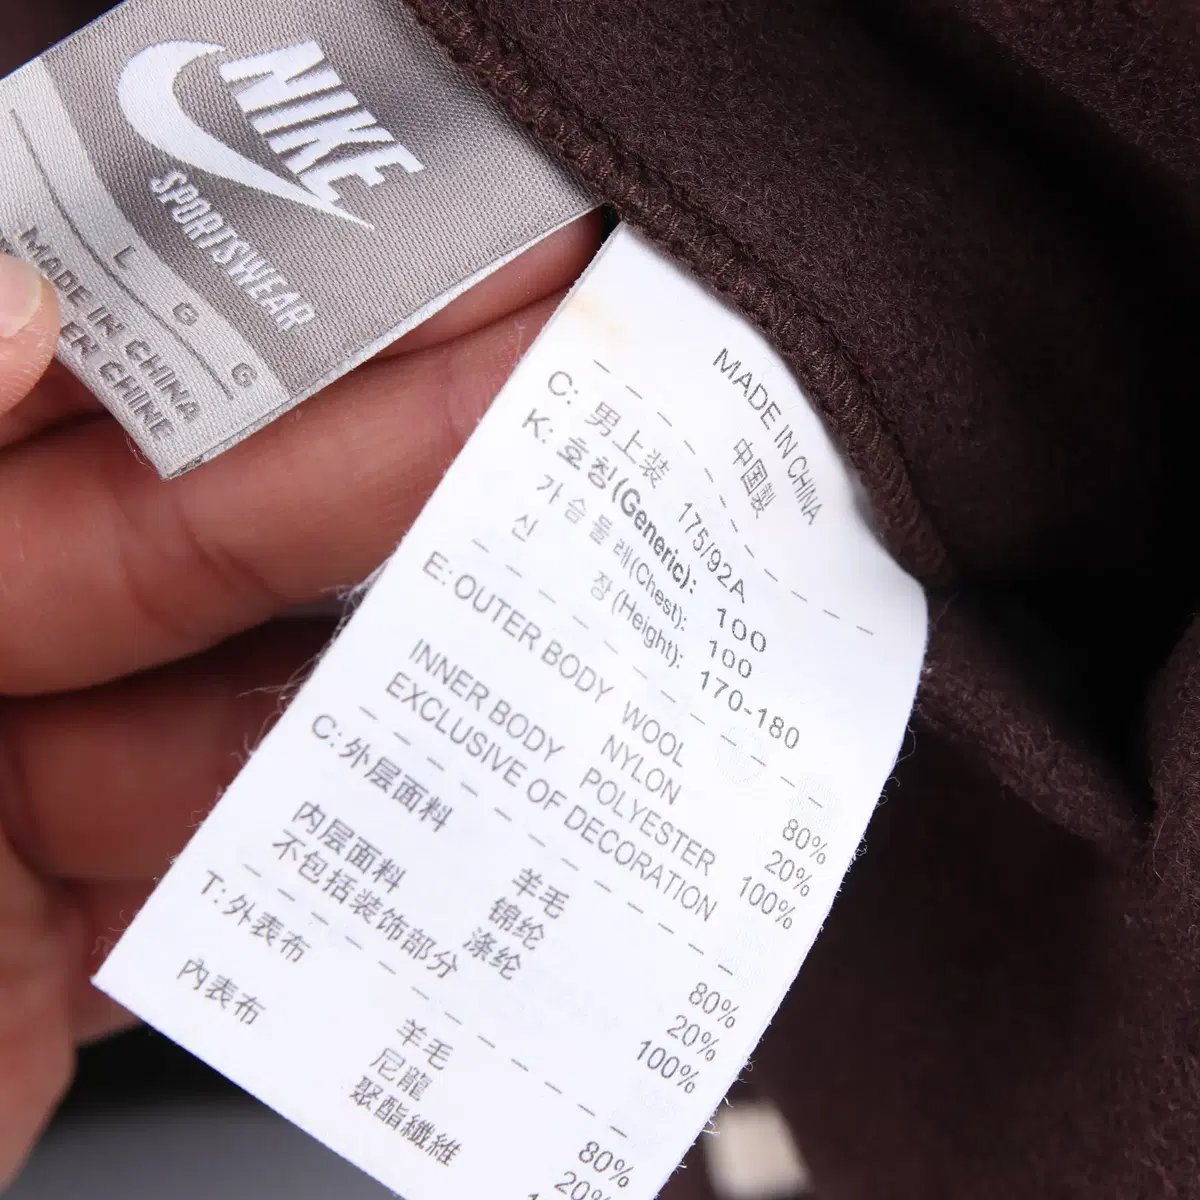 NIKE
SPORTSWEAR
L G G
MADE IN CHINA
CHINE
MADE IN CHINA
中国製
C: 男上装 175/92A
K: 호칭(Generic): 100
가슴둘레(Chest): 100
신 장(Height): 170-180
E: OUTER BODY WOOL 80%
NYLON 20%
INNER BODY POLYESTER 100%
EXCLUSIVE OF DECORATION
C: 外层面料 羊毛 80%
锦纶 20%
内层面料 涤纶 100%
不包括装饰部分
T: 外表布 羊毛 80%
尼龍 20%
內表布 聚酯纖維